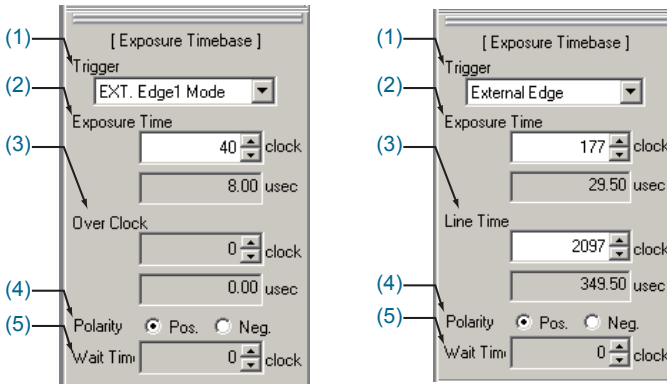 (1)
[ Exposure Timebase ]
Trigger
(2)
EXT. Edge1 Mode
Exposure Time
(3)
40 clock
8.00 usec
Over Clock
0 clock
0.00 usec
(4)
Polarity Pos. Neg.
(5)
Wait Tim
0 clock
(1)
[ Exposure Timebase ]
Trigger
(2)
External Edge
Exposure Time
(3)
177 clock
29.50 usec
Line Time
2097 clock
349.50 usec
(4)
Polarity Pos. Neg.
(5)
Wait Tim
0 clock